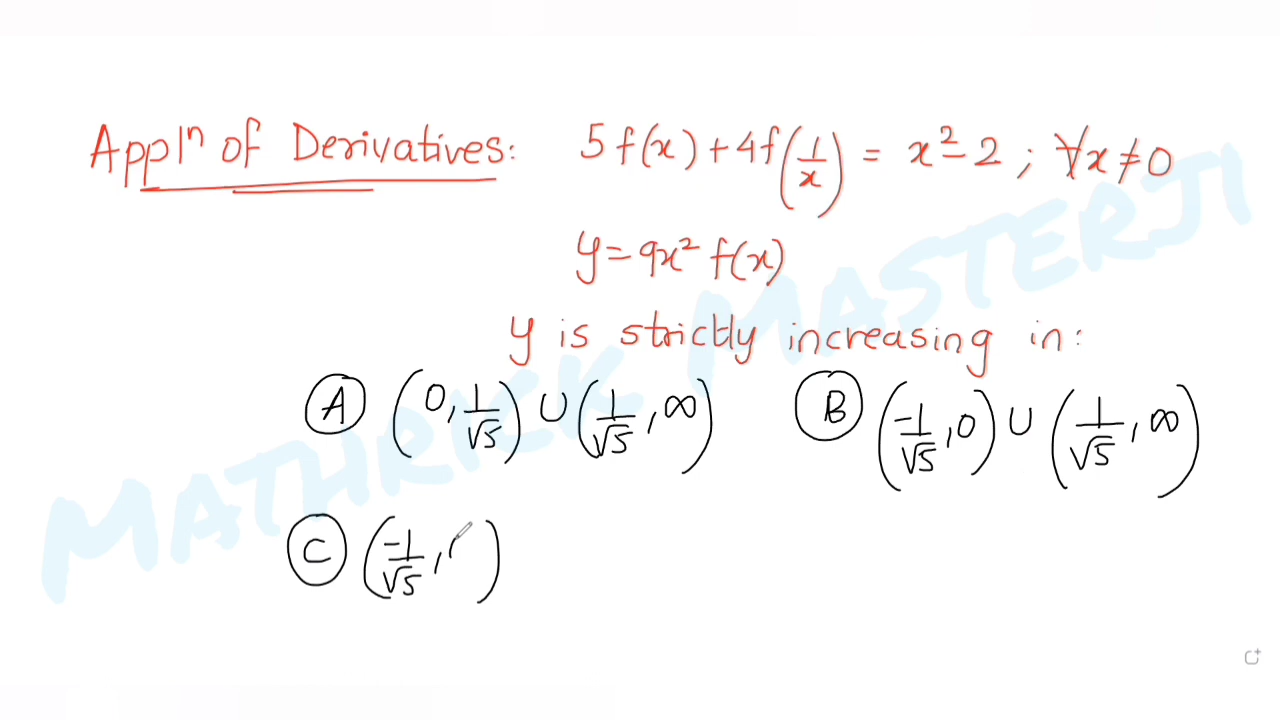 Appl^n of Derivatives: 5f(x)+4f(1/x) = x²-2 ; ∀x≠0
y=9x² f(x)
y is strictly increasing in:
(A) (0, 1/√5) ∪ (1/√5, ∞) (B) (-1/√5, 0) ∪ (1/√5, ∞)
(C) (-1/√5, )
MATHRICK MASTERJI